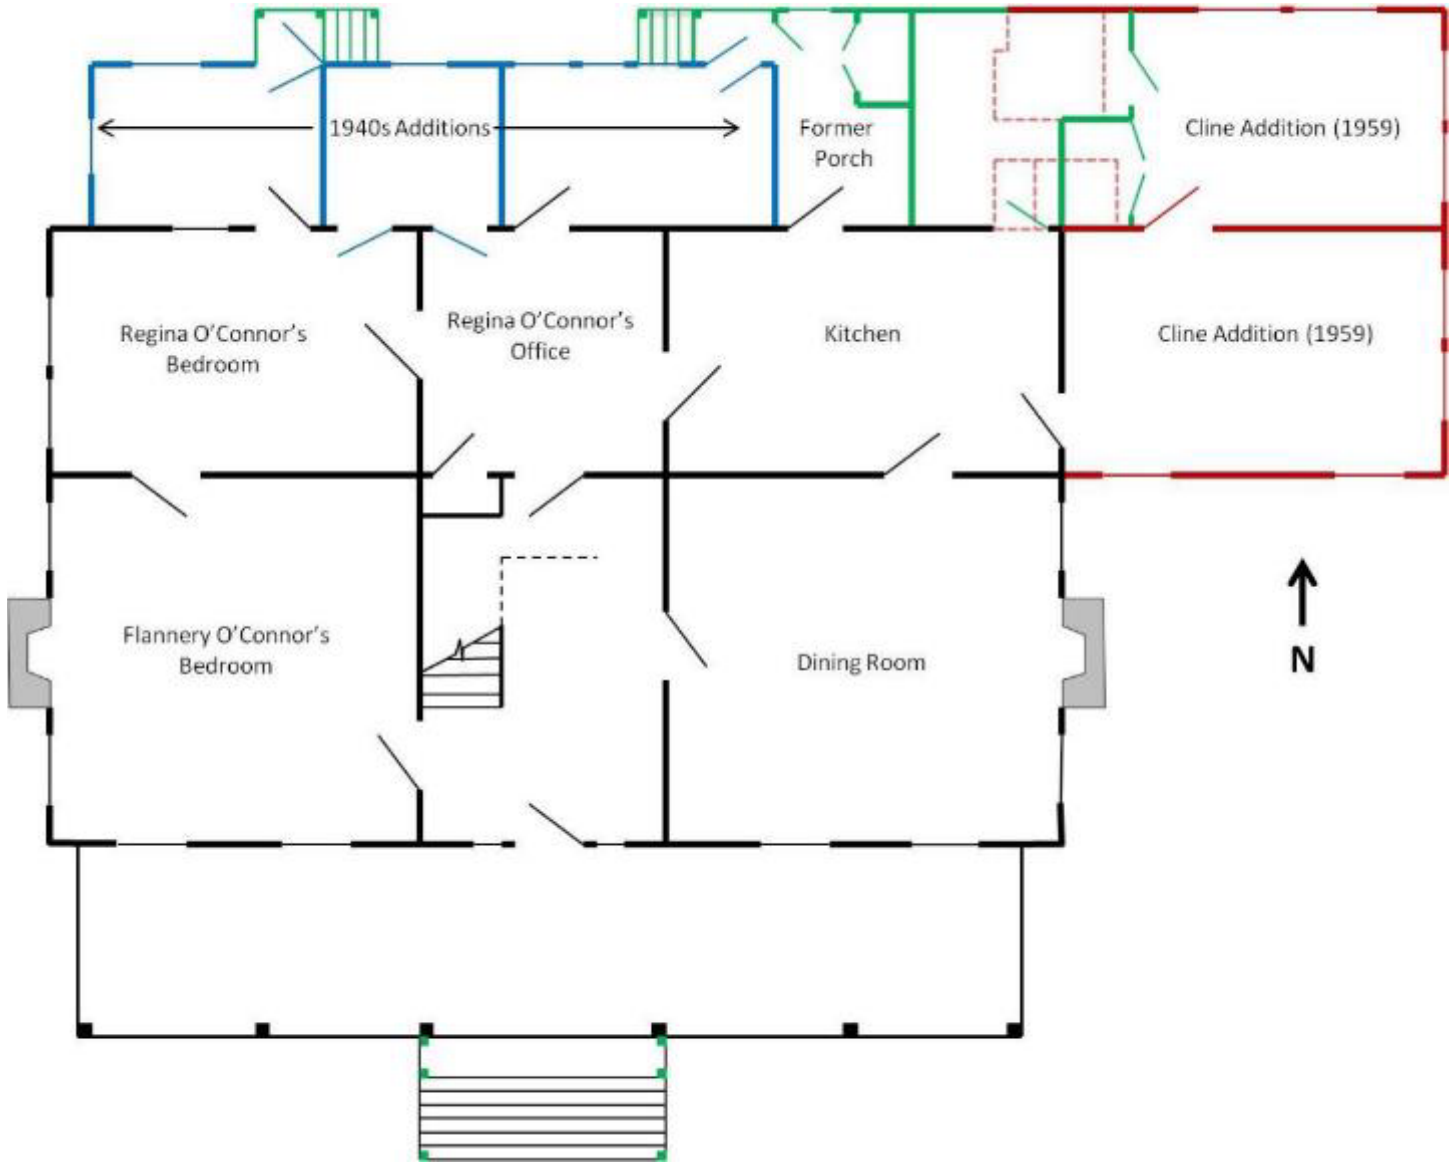 1940s Additions
Former
Porch
Cline Addition (1959)
Regina O'Connor's
Bedroom
Regina O'Connor's
Office
Kitchen
Cline Addition (1959)
Flannery O'Connor's
Bedroom
Dining Room
N